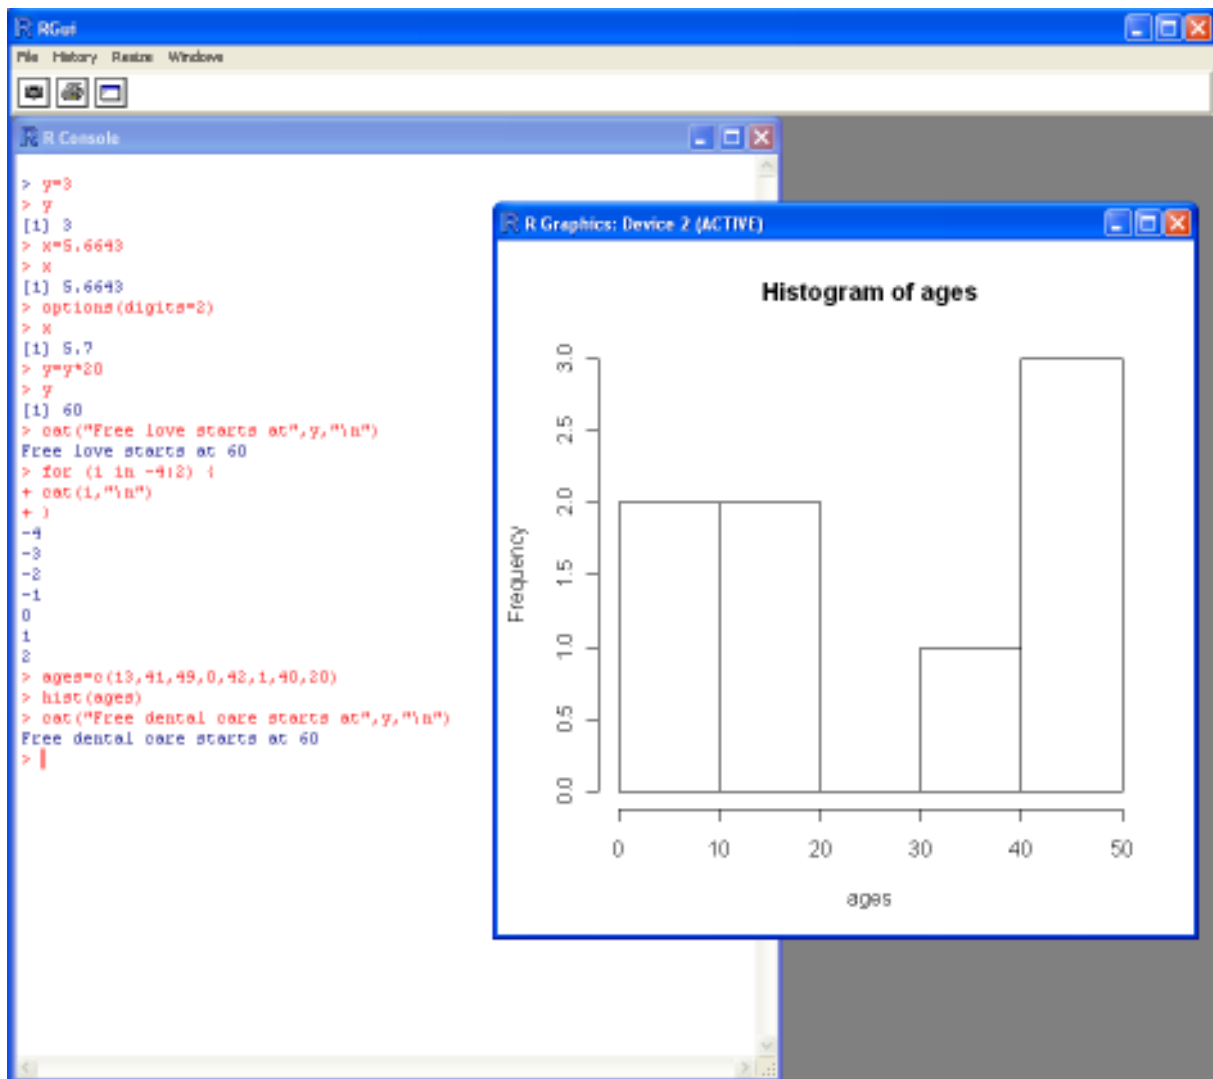 RGui
File History Resize Windows
R Console
> y=3
> y
[1] 3
> x=5.6643
> x
[1] 5.6643
> options(digits=2)
> x
[1] 5.7
> y=y*20
> y
[1] 60
> cat("Free love starts at",y,"\n")
Free love starts at 60
> for (i in -4:2) {
+ cat(i,"\n")
+ }
-4
-3
-2
-1
0
1
2
> ages=c(13,41,49,0,42,1,40,20)
> hist(ages)
> cat("Free dental care starts at",y,"\n")
Free dental care starts at 60
>
R Graphics: Device 2 (ACTIVE)
Histogram of ages
Frequency
3.0
2.5
2.0
1.5
1.0
0.5
0.0
0 10 20 30 40 50
ages